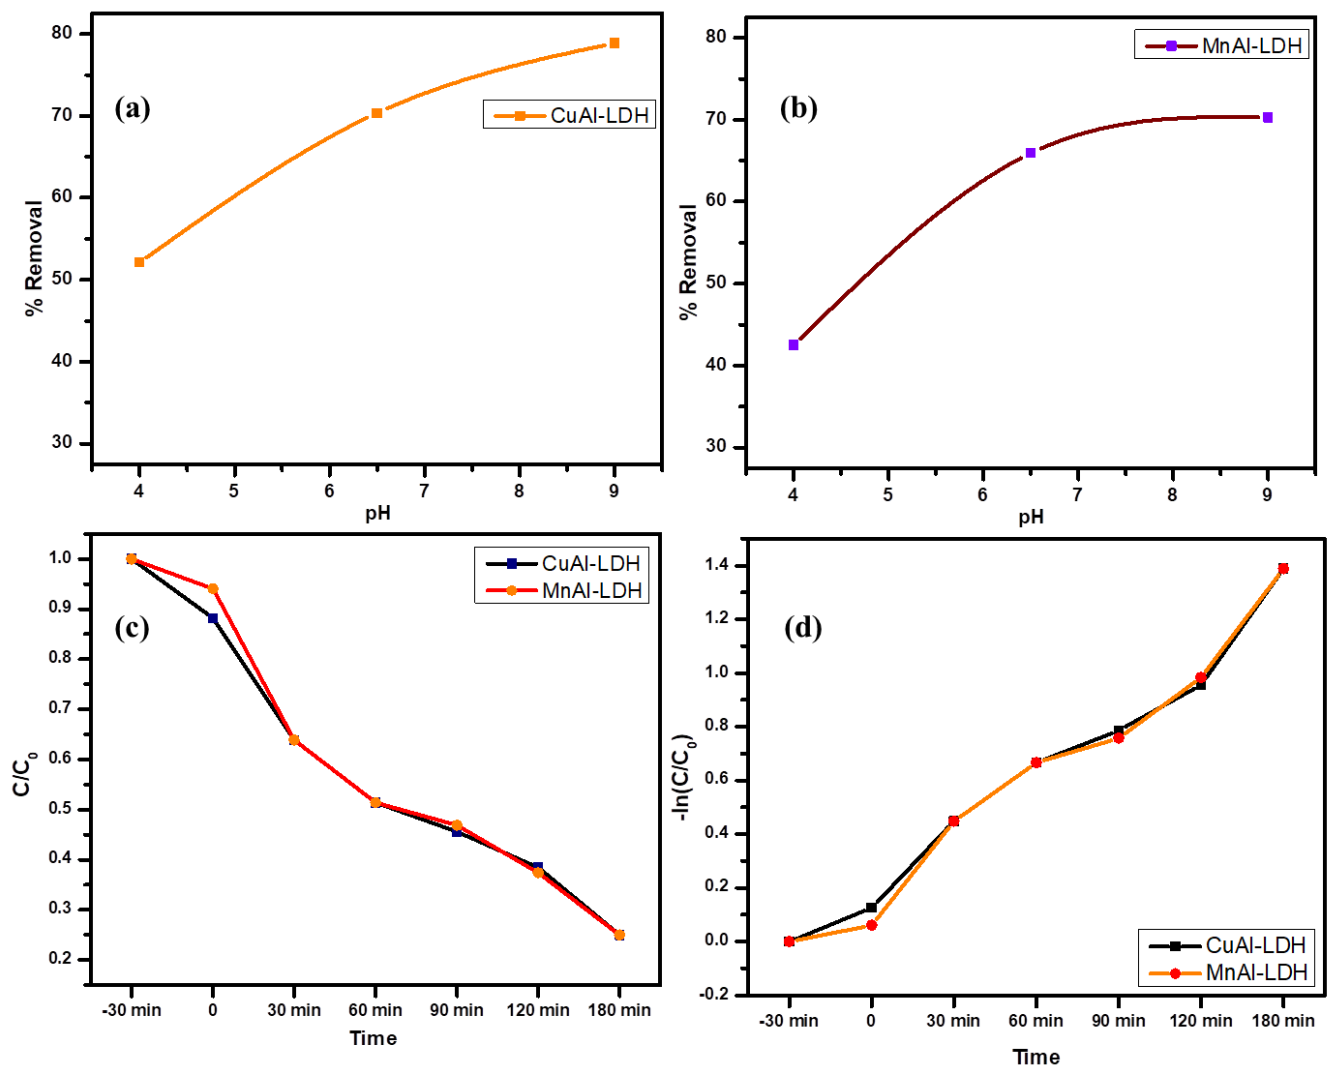 (a)
CuAl-LDH
% Removal
80
70
60
50
40
30
4 5 6 7 8 9
pH
(b)
MnAl-LDH
% Removal
80
70
60
50
40
30
4 5 6 7 8 9
pH
(c)
CuAl-LDH
MnAl-LDH
C/C₀
1.0
0.9
0.8
0.7
0.6
0.5
0.4
0.3
0.2
-30 min 0 30 min 60 min 90 min 120 min 180 min
Time
(d)
-ln(C/C₀)
1.4
1.2
1.0
0.8
0.6
0.4
0.2
0.0
-0.2
CuAl-LDH
MnAl-LDH
-30 min 0 30 min 60 min 90 min 120 min 180 min
Time